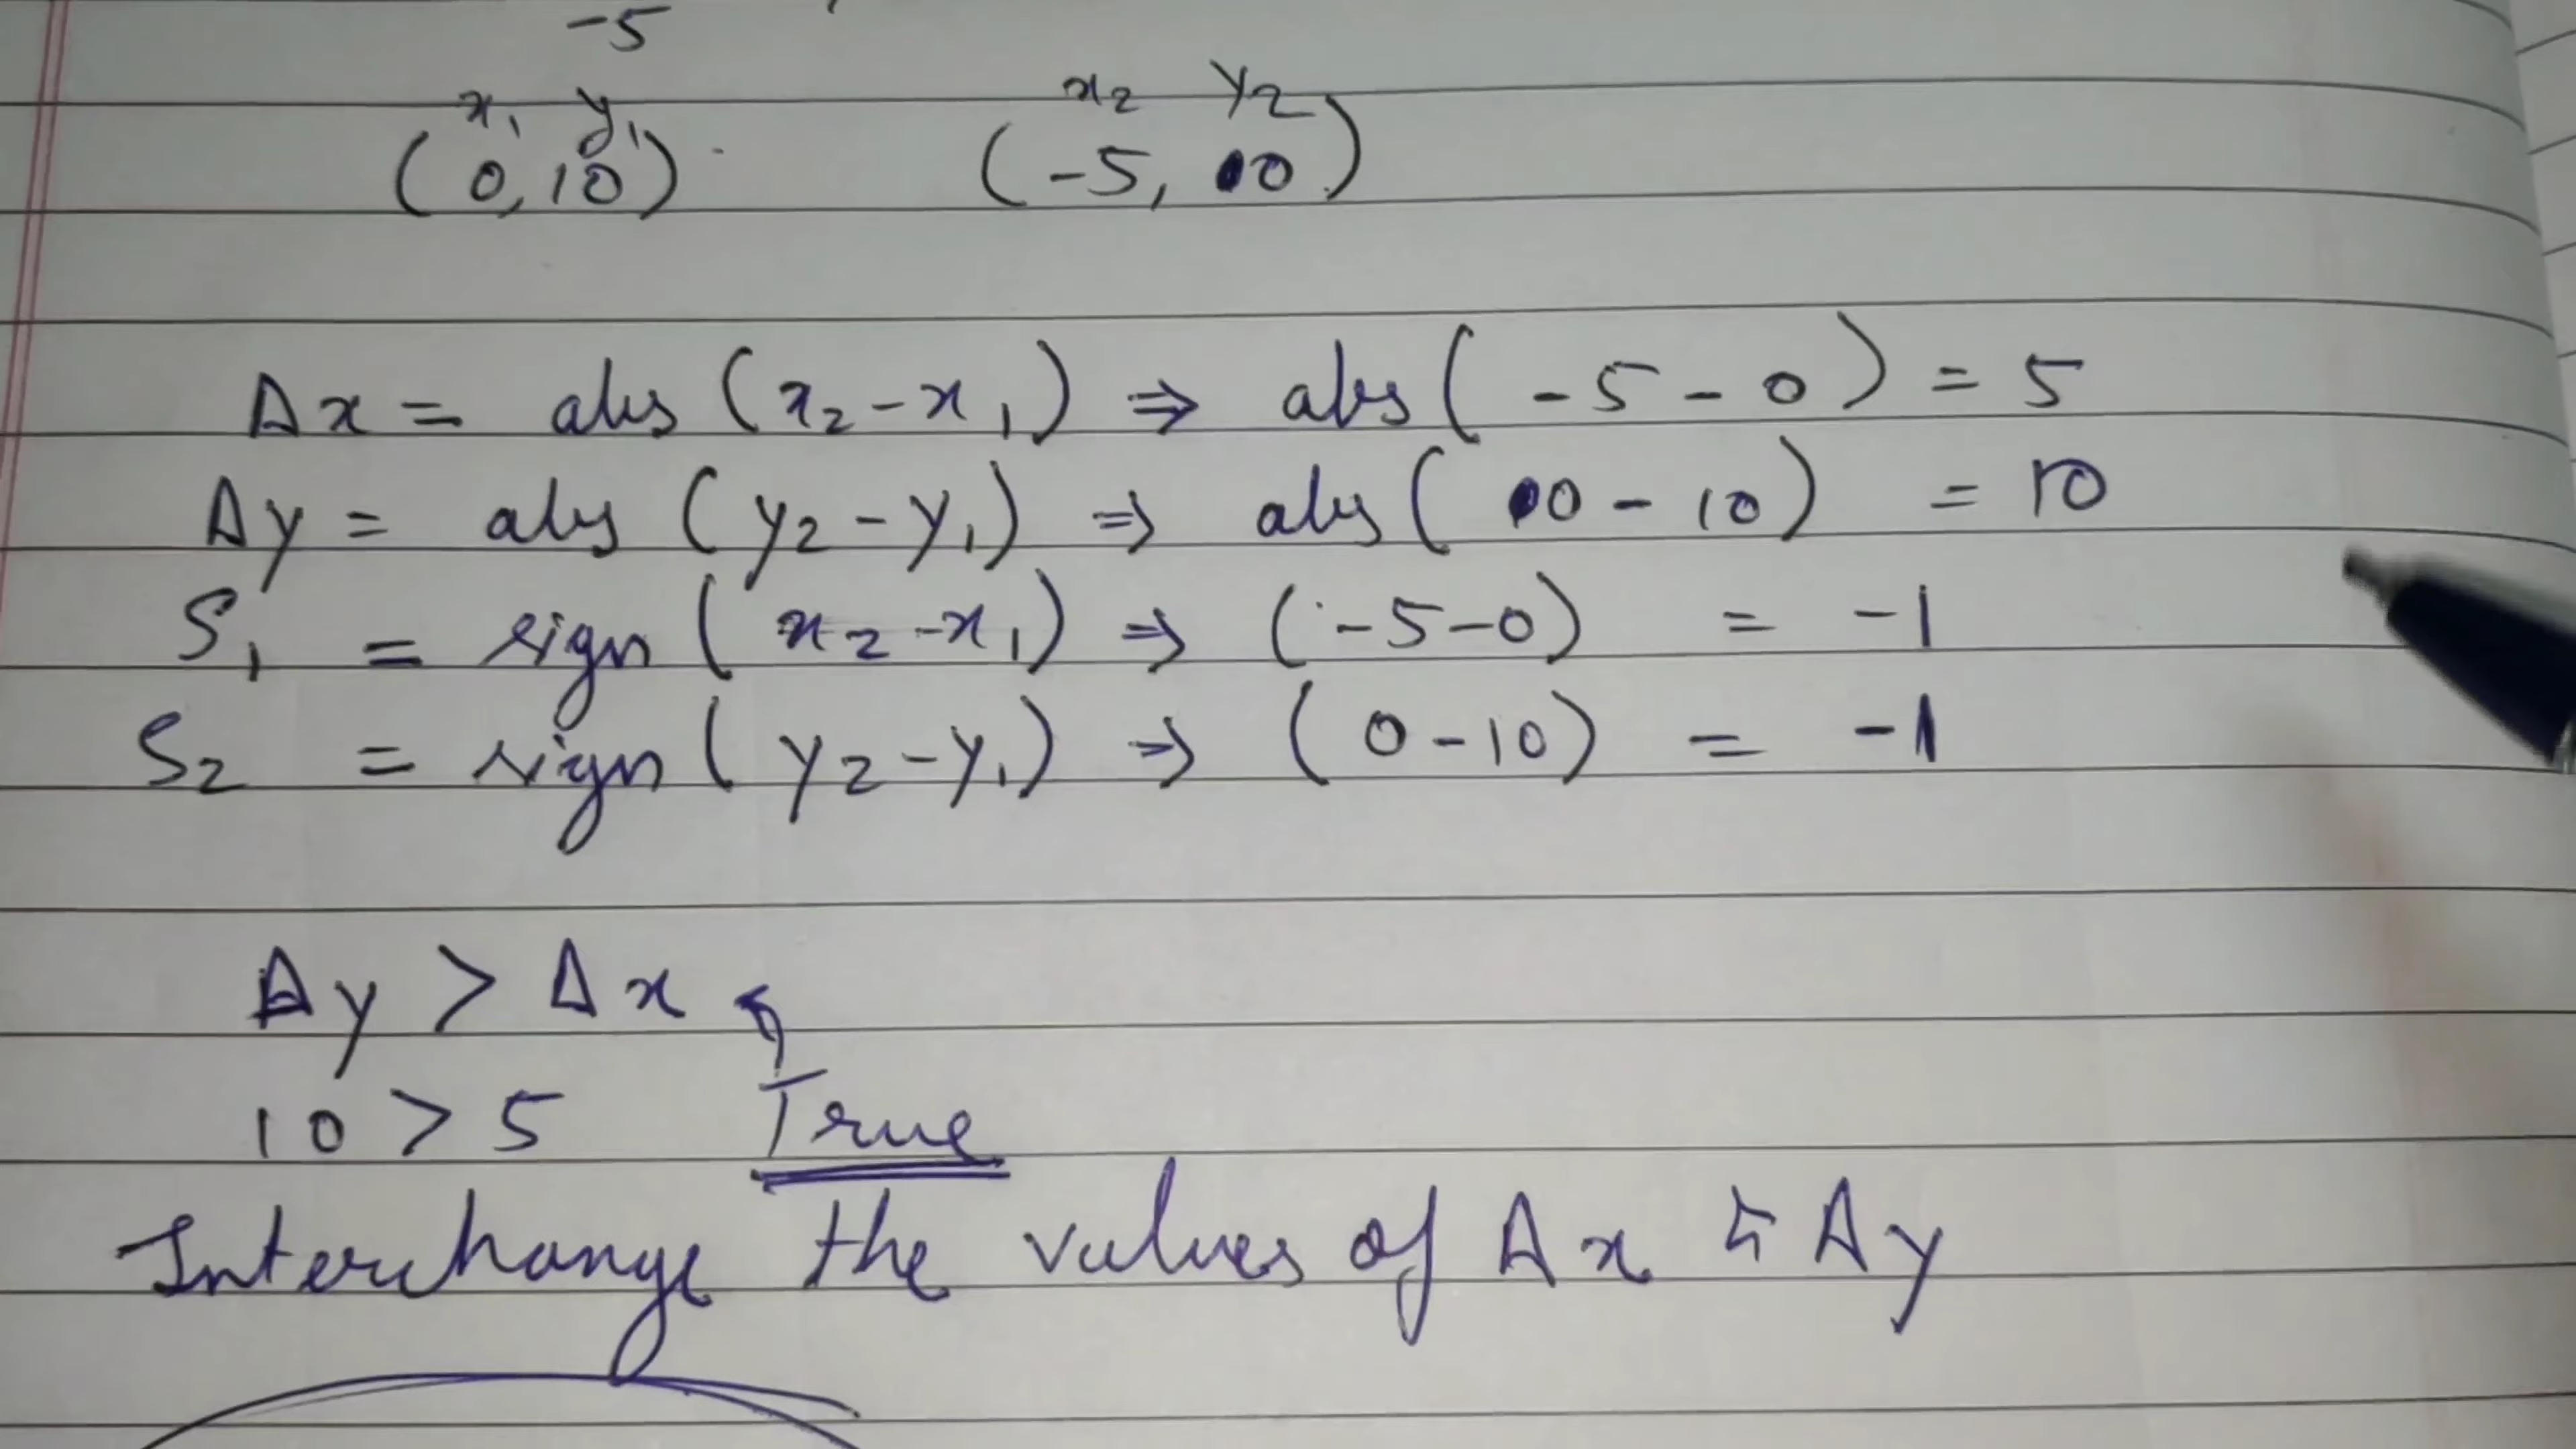 -5
x₁ y₁ x₂ y₂
(0, 10) (-5, 0)
Δx = abs (x₂ - x₁) ⇒ abs (-5 - 0) = 5
Δy = abs (y₂ - y₁) ⇒ abs (0 - 10) = 10
S₁ = sign (x₂ - x₁) ⇒ (-5 - 0) = -1
S₂ = sign (y₂ - y₁) ⇒ (0 - 10) = -1
Δy > Δx
10 > 5 True
Interchange the values of Δx & Δy